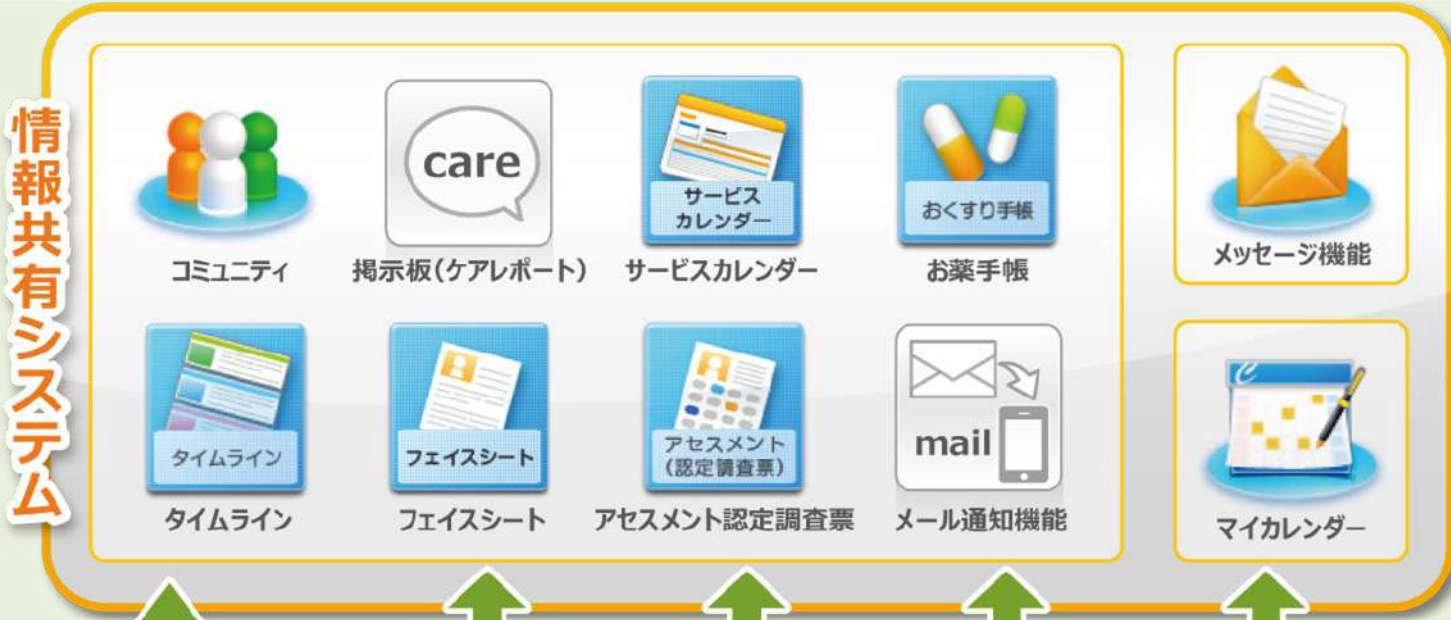 情報共有システム
care
サービス
カレンダー
おくすり手帳
コミュニティ
掲示板(ケアレポート)
サービスカレンダー
お薬手帳
メッセージ機能
タイムライン
フェイスシート
アセスメント
(認定調査票)
mail
タイムライン
フェイスシート
アセスメント認定調査票
メール通知機能
マイカレンダー